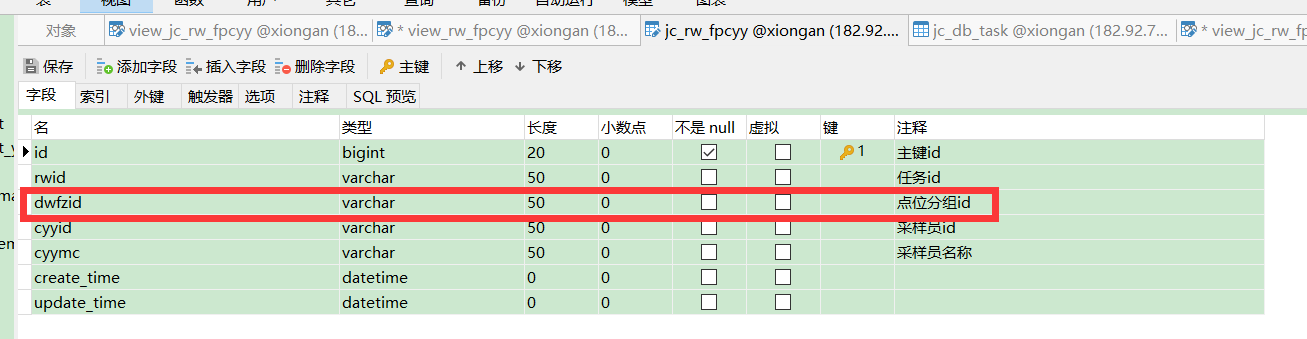 表 视图 函数 用户 其它 查询 备份 自动运行 模型 图表
对象 view_jc_rw_fpcyy @xiongan (18... * view_rw_fpcyy @xiongan (18... jc_rw_fpcyy @xiongan (182.92.... jc_db_task @xiongan (182.92.7... * view_jc_rw_f
保存 添加字段 插入字段 删除字段 主键 上移 下移
字段 索引 外键 触发器 选项 注释 SQL 预览
名 类型 长度 小数点 不是 null 虚拟 键 注释
id bigint 20 0 1 主键id
rwid varchar 50 0 任务id
dwfzid varchar 50 0 点位分组id
cyyid varchar 50 0 采样员id
cyymc varchar 50 0 采样员名称
create_time datetime 0 0
update_time datetime 0 0